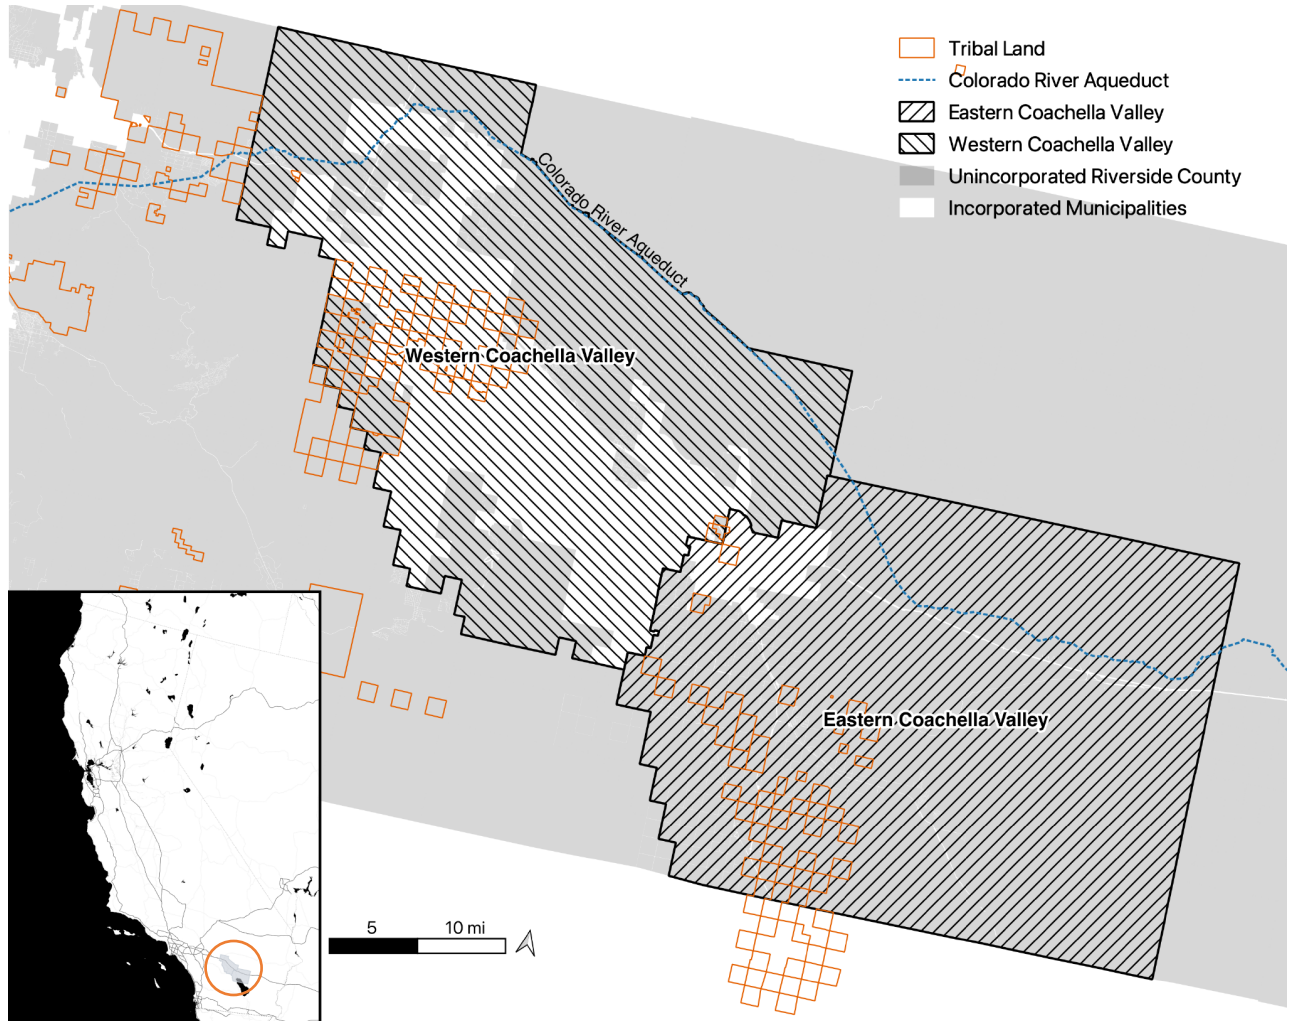 Tribal Land
Colorado River Aqueduct
Eastern Coachella Valley
Western Coachella Valley
Unincorporated Riverside County
Incorporated Municipalities
Colorado River Aqueduct
Western Coachella Valley
Eastern Coachella Valley
5 10 mi